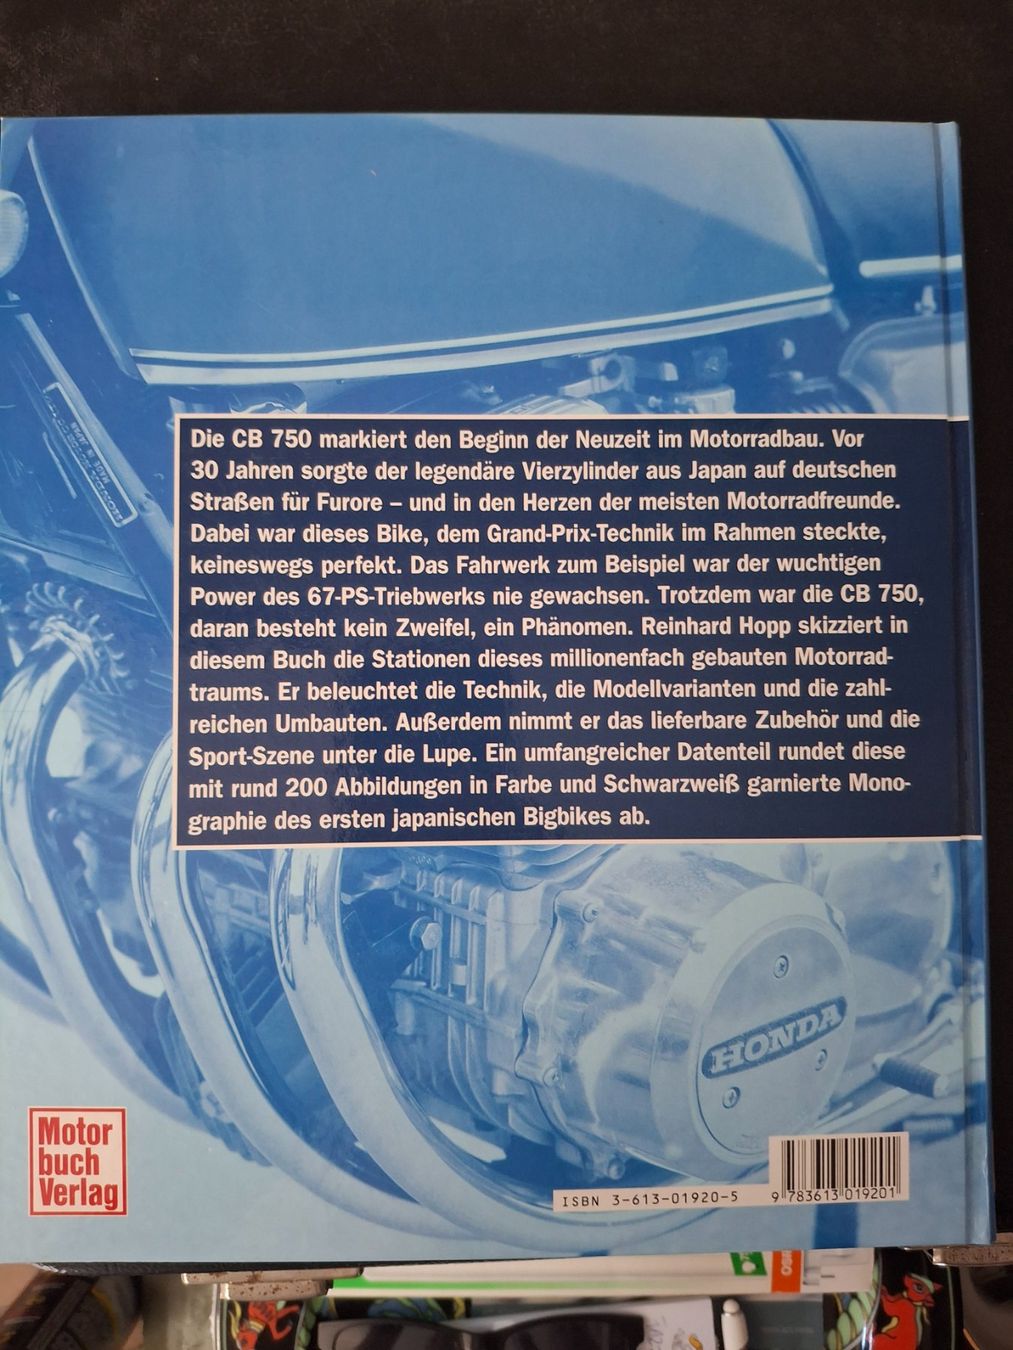 Die CB 750 markiert den Beginn der Neuzeit im Motorradbau. Vor
30 Jahren sorgte der legendäre Vierzylinder aus Japan auf deutschen
Straßen für Furore – und in den Herzen der meisten Motorradfreunde.
Dabei war dieses Bike, dem Grand-Prix-Technik im Rahmen steckte,
keineswegs perfekt. Das Fahrwerk zum Beispiel war der wuchtigen
Power des 67-PS-Triebwerks nie gewachsen. Trotzdem war die CB 750,
daran besteht kein Zweifel, ein Phänomen. Reinhard Hopp skizziert in
diesem Buch die Stationen dieses millionenfach gebauten Motorrad-
traums. Er beleuchtet die Technik, die Modellvarianten und die zahl-
reichen Umbauten. Außerdem nimmt er das lieferbare Zubehör und die
Sport-Szene unter die Lupe. Ein umfangreicher Datenteil rundet diese
mit rund 200 Abbildungen in Farbe und Schwarzweiß garnierte Mono-
graphie des ersten japanischen Bigbikes ab.
MADE IN JAPAN
HONDA
Motor
buch
Verlag
ISBN 3-613-01920-5
9 783613 019201